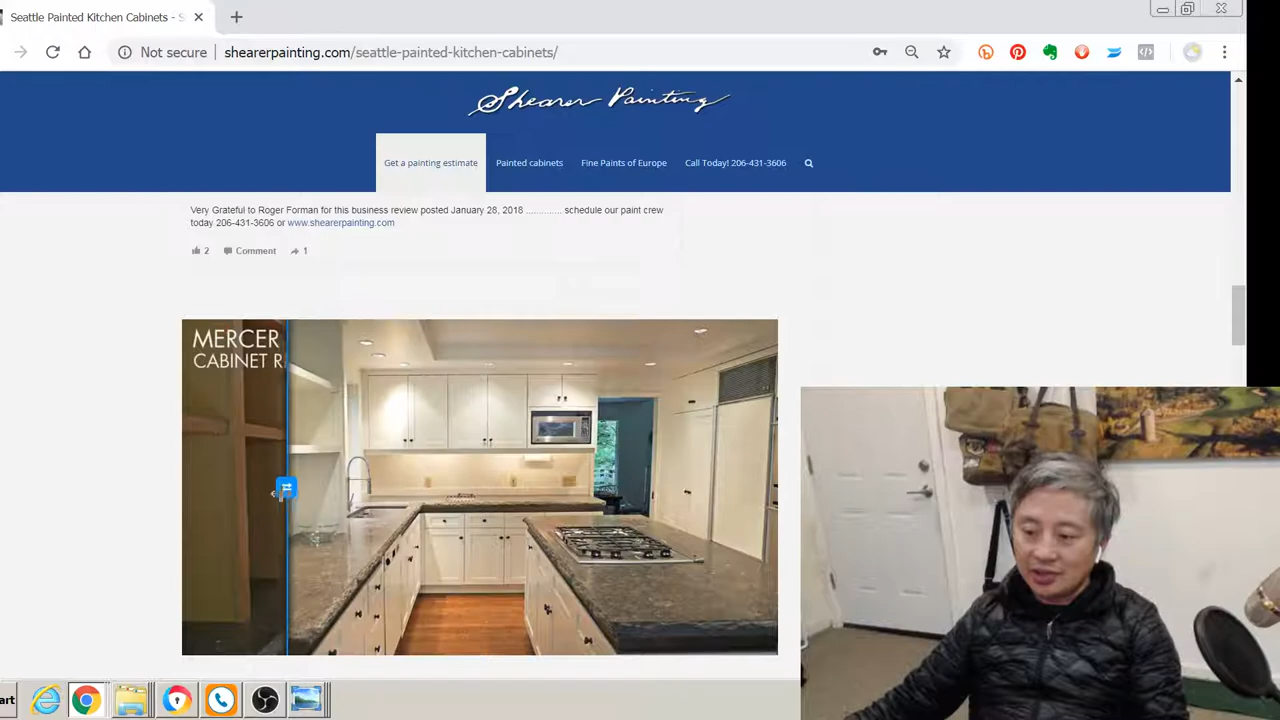 Seattle Painted Kitchen Cabinets - S
Not secure
shearerpainting.com/seattle-painted-kitchen-cabinets/
Shearer Painting
Get a painting estimate
Painted cabinets
Fine Paints of Europe
Call Today! 206-431-3606
Very Grateful to Roger Forman for this business review posted January 28, 2018 .............. schedule our paint crew
today 206-431-3606 or www.shearerpainting.com
2
Comment
1
MERCER
CABINET R
art